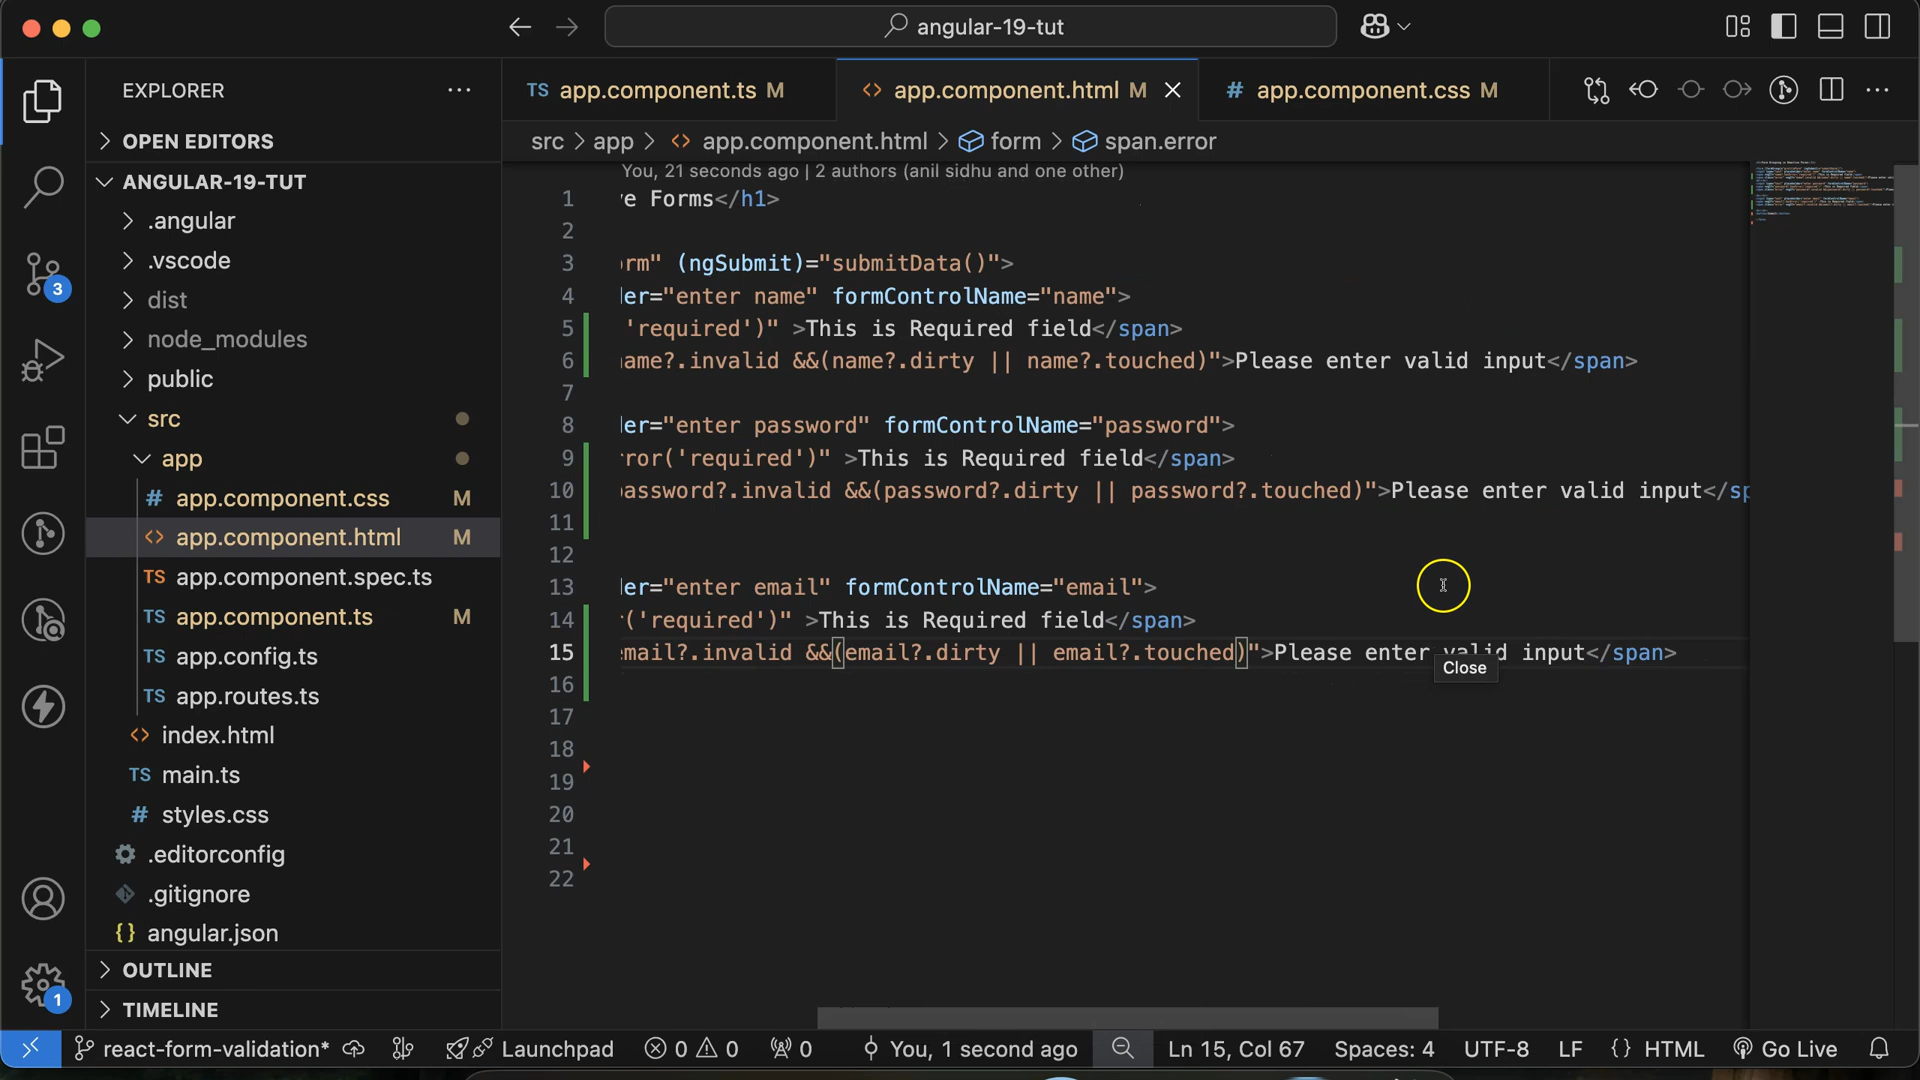 angular-19-tut
EXPLORER
OPEN EDITORS
ANGULAR-19-TUT
.angular
.vscode
dist
node_modules
public
src
app
# app.component.css M
<> app.component.html M
TS app.component.spec.ts
TS app.component.ts M
TS app.config.ts
TS app.routes.ts
<> index.html
TS main.ts
# styles.css
.editorconfig
.gitignore
{} angular.json
OUTLINE
TIMELINE
3
1
TS app.component.ts M
<> app.component.html M
# app.component.css M
src > app > <> app.component.html > form > span.error
You, 21 seconds ago | 2 authors (anil sidhu and one other)
1 ve Forms</h1>
2
3 rm" (ngSubmit)="submitData()">
4 der="enter name" formControlName="name">
5 'required')" >This is Required field</span>
6 name?.invalid &&(name?.dirty || name?.touched)">Please enter valid input</span>
7
8 der="enter password" formControlName="password">
9 ror('required')" >This is Required field</span>
10 password?.invalid &&(password?.dirty || password?.touched)">Please enter valid input</sp
11
12
13 der="enter email" formControlName="email">
14 r('required')" >This is Required field</span>
15 email?.invalid &&(email?.dirty || email?.touched)">Please enter valid input</span>
Close
16
17
18
19
20
21
22
react-form-validation* Launchpad 0 0 0 You, 1 second ago Ln 15, Col 67 Spaces: 4 UTF-8 LF {} HTML Go Live